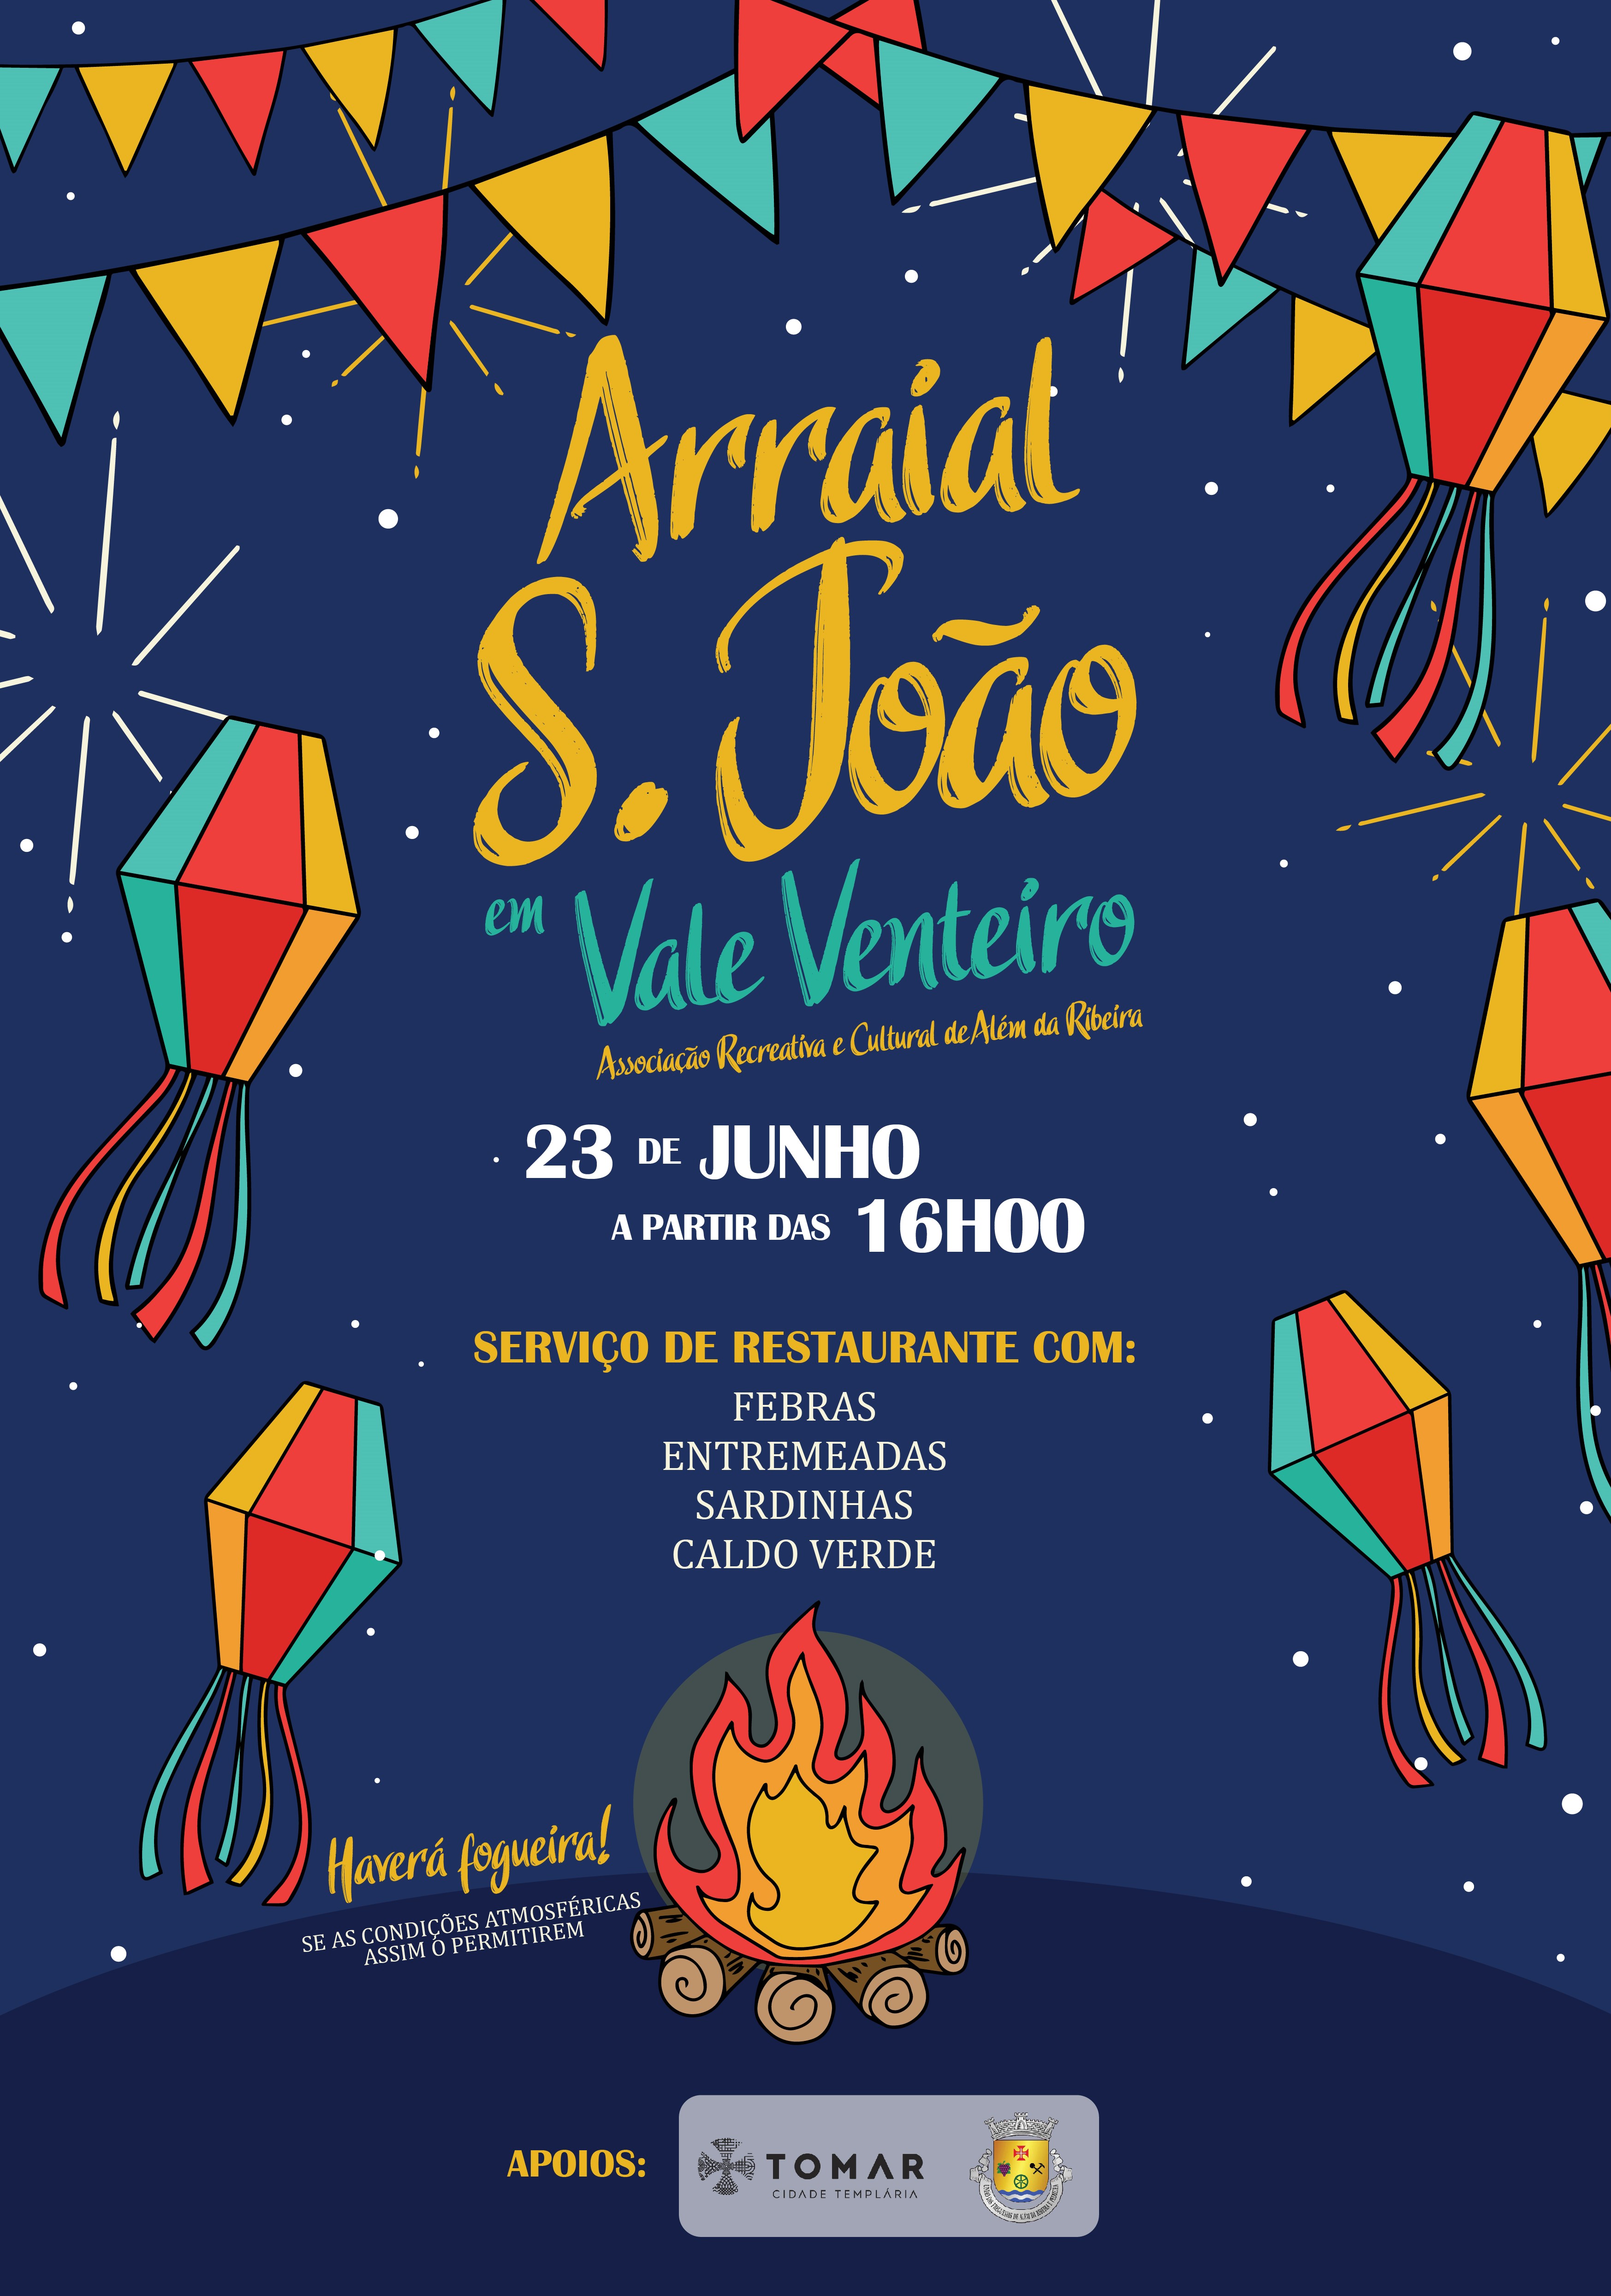 Arraial
S. João
em Vale Venteiro
Associação Recreativa e Cultural de Além da Ribeira
23 DE JUNHO
A PARTIR DAS 16H00
SERVIÇO DE RESTAURANTE COM:
FEBRAS
ENTREMEADAS
SARDINHAS
CALDO VERDE
Haverá fogueira!
SE AS CONDIÇÕES ATMOSFÉRICAS
ASSIM O PERMITIREM
APOIOS:
TOMAR
CIDADE TEMPLÁRIA